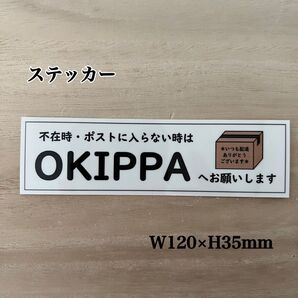 ステッカー
不在時・ポストに入らない時は
OKIPPA
※いつも配達
ありがとう
ございます※
へお願いします
W120×H35mm